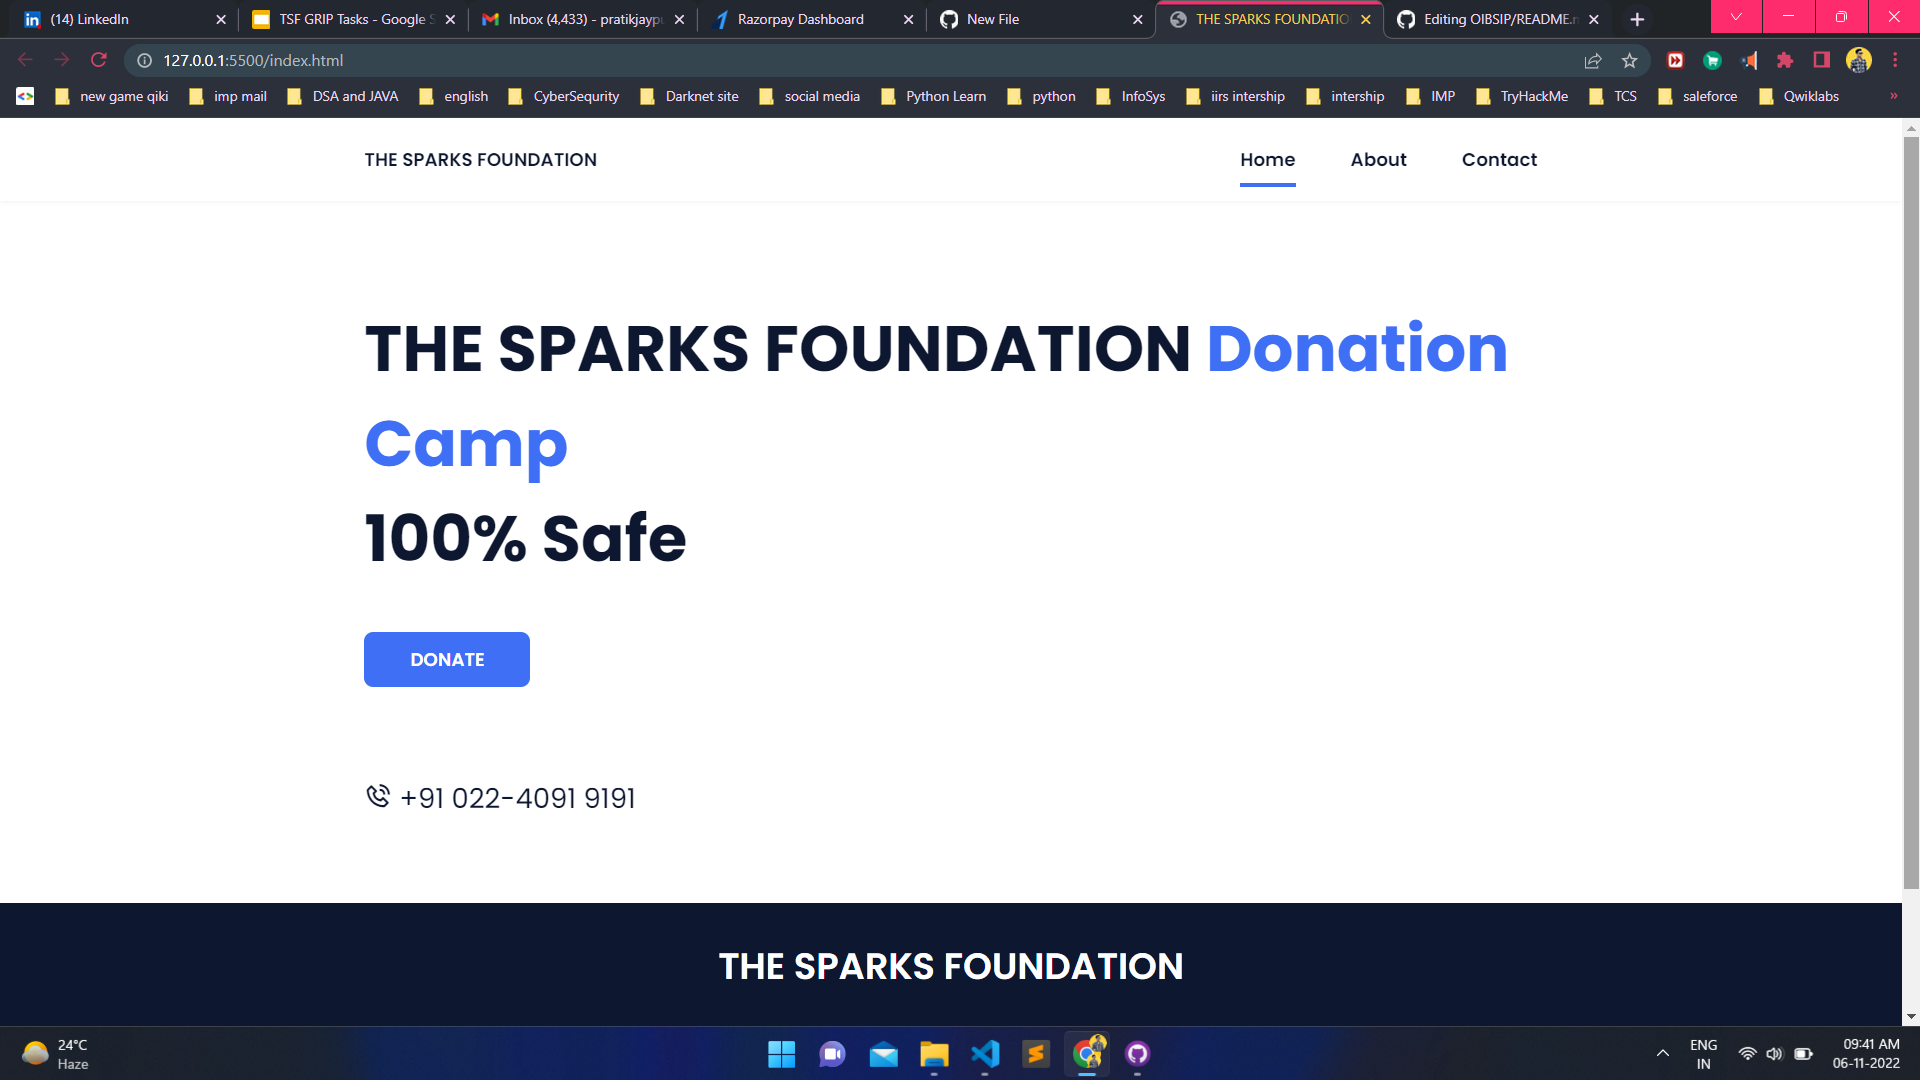 (14) LinkedIn
TSF GRIP Tasks - Google S
Inbox (4,433) - pratikjaypu
Razorpay Dashboard
New File
THE SPARKS FOUNDATIO
Editing OIBSIP/README.m
127.0.0.1:5500/index.html
new game qiki
imp mail
DSA and JAVA
english
CyberSequrity
Darknet site
social media
Python Learn
python
InfoSys
iirs intership
intership
IMP
TryHackMe
TCS
saleforce
Qwiklabs
»
THE SPARKS FOUNDATION
Home
About
Contact
THE SPARKS FOUNDATION Donation
Camp
100% Safe
DONATE
+91 022-4091 9191
THE SPARKS FOUNDATION
24°C
Haze
ENG
IN
09:41 AM
06-11-2022